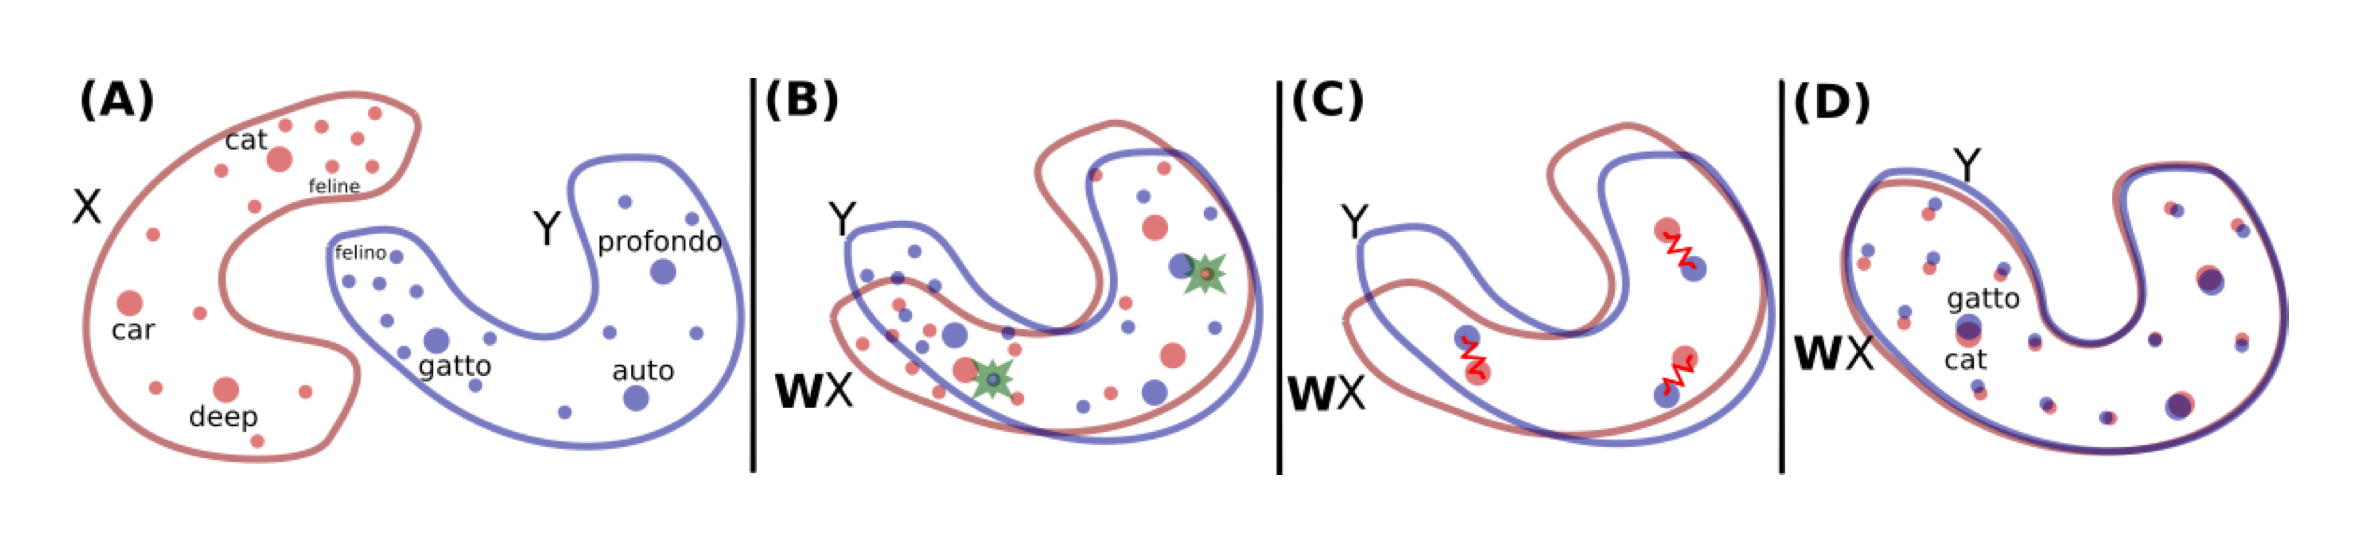 (A)
cat
feline
X
car
deep
Y
felino
profondo
gatto
auto
(B)
Y
WX
(C)
Y
WX
(D)
Y
gatto
WX
cat